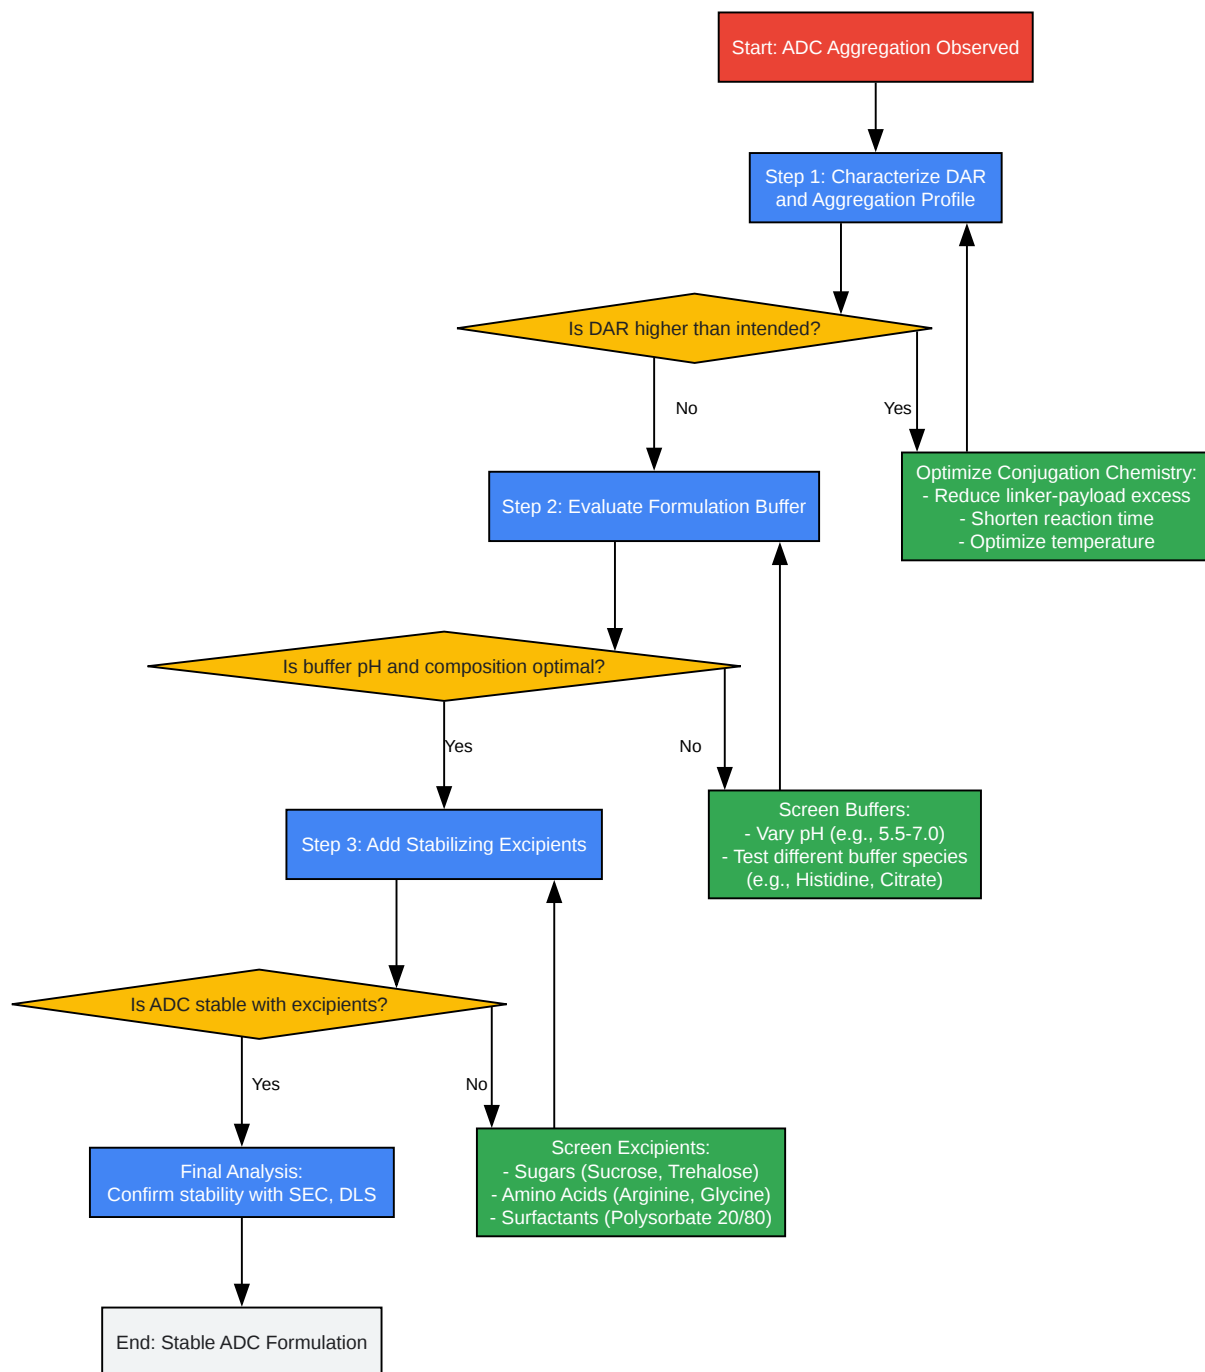 Start: ADC Aggregation Observed
Step 1: Characterize DAR
and Aggregation Profile
Is DAR higher than intended?
No
Yes
Optimize Conjugation Chemistry:
- Reduce linker-payload excess
- Shorten reaction time
- Optimize temperature
Step 2: Evaluate Formulation Buffer
Is buffer pH and composition optimal?
Yes
No
Screen Buffers:
- Vary pH (e.g., 5.5-7.0)
- Test different buffer species
(e.g., Histidine, Citrate)
Step 3: Add Stabilizing Excipients
Is ADC stable with excipients?
Yes
No
Screen Excipients:
- Sugars (Sucrose, Trehalose)
- Amino Acids (Arginine, Glycine)
- Surfactants (Polysorbate 20/80)
Final Analysis:
Confirm stability with SEC, DLS
End: Stable ADC Formulation